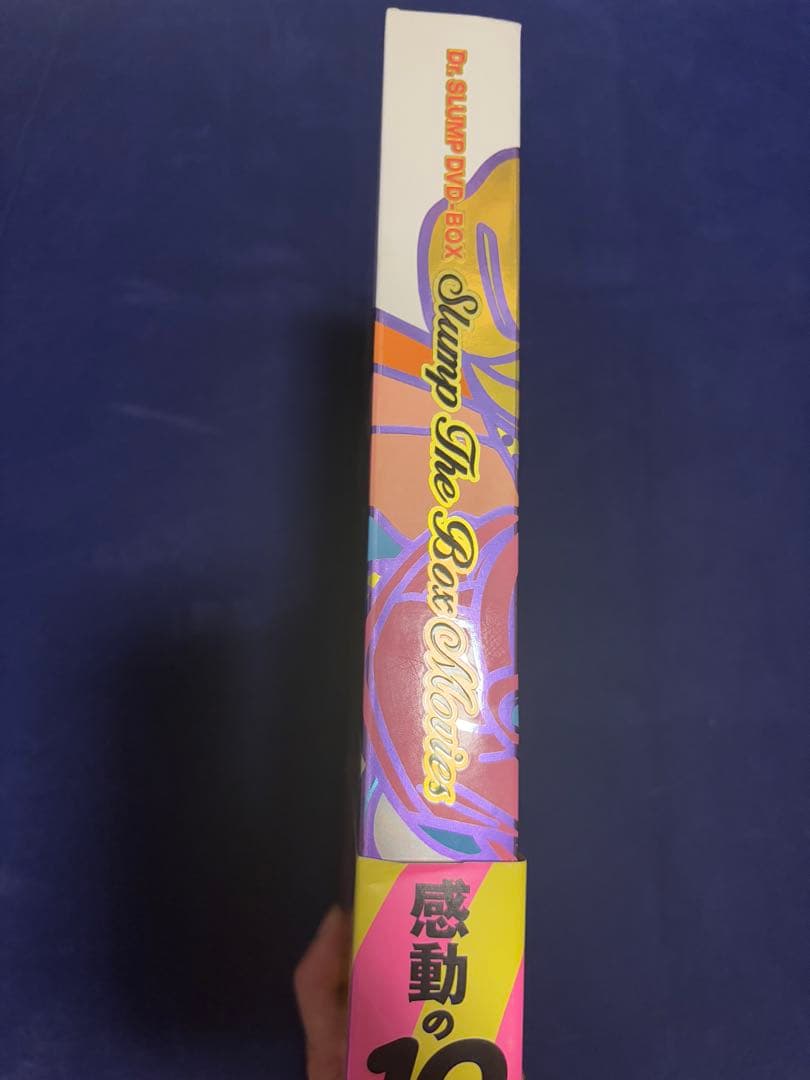 Dr. SLUMP DVD-BOX
Slump The Box Movies
感動の